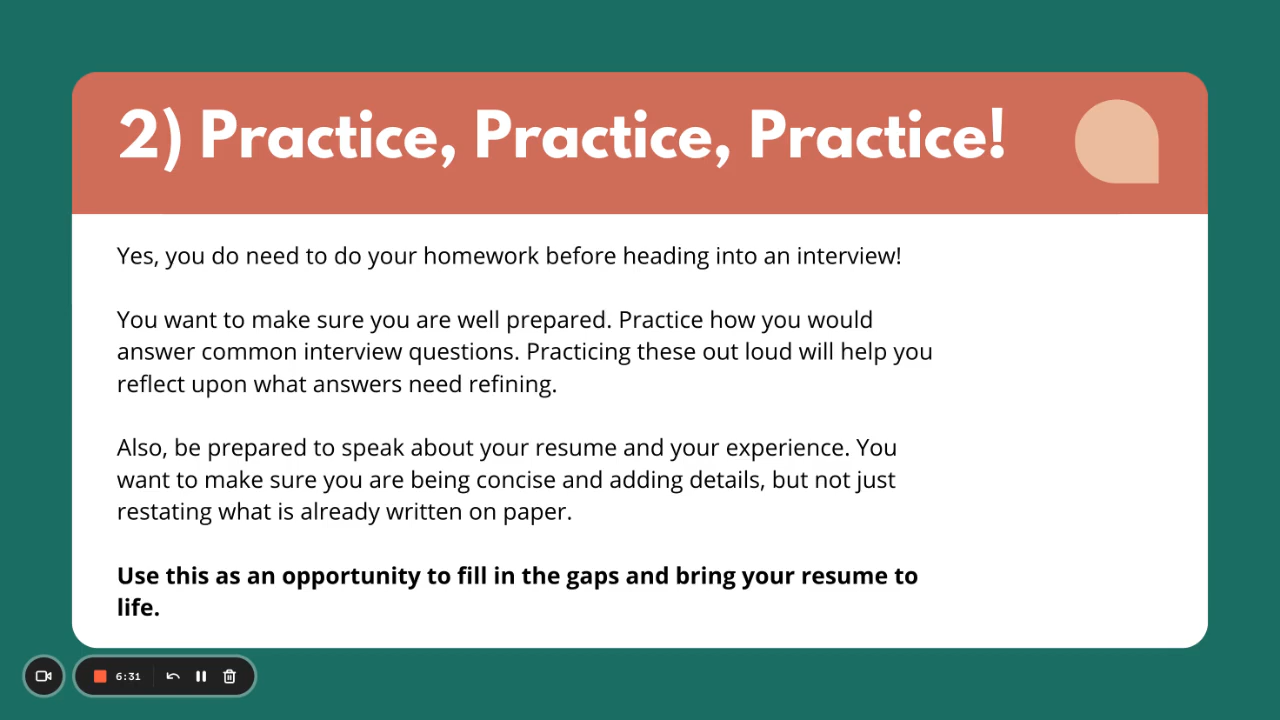 2) Practice, Practice, Practice!
Yes, you do need to do your homework before heading into an interview!
You want to make sure you are well prepared. Practice how you would
answer common interview questions. Practicing these out loud will help you
reflect upon what answers need refining.
Also, be prepared to speak about your resume and your experience. You
want to make sure you are being concise and adding details, but not just
restating what is already written on paper.
Use this as an opportunity to fill in the gaps and bring your resume to
life.
6:31